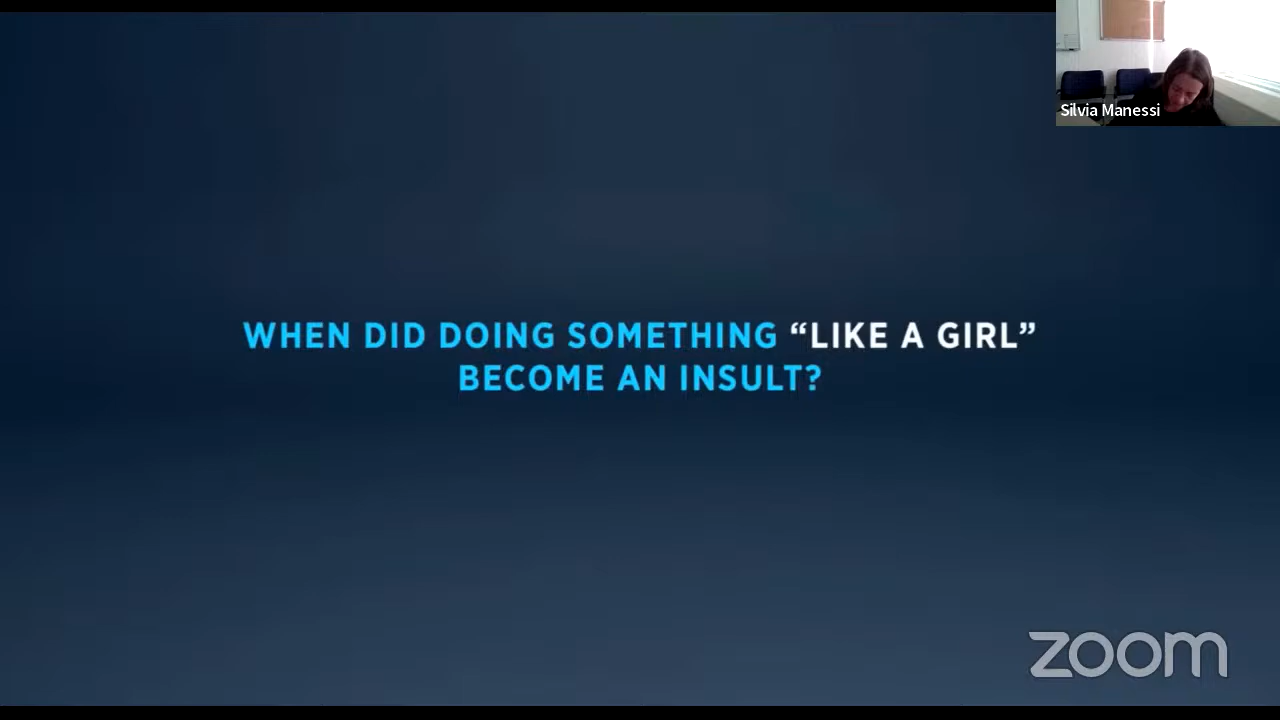 Silvia Manessi
WHEN DID DOING SOMETHING “LIKE A GIRL”
BECOME AN INSULT?
zoom